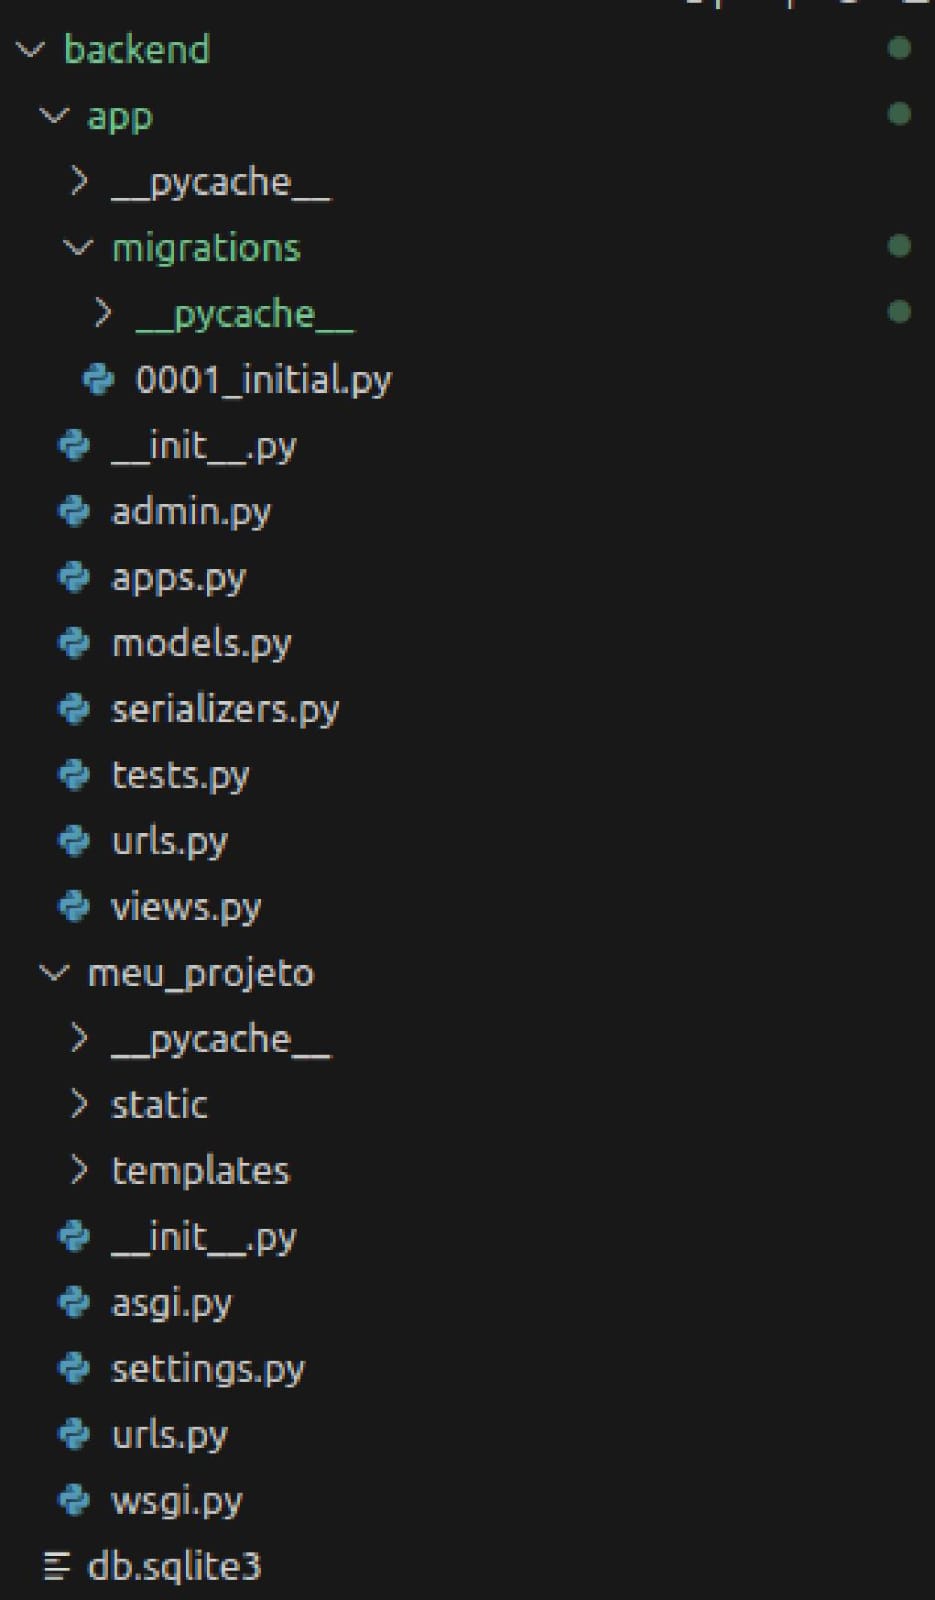 backend
app
__pycache__
migrations
__pycache__
0001_initial.py
__init__.py
admin.py
apps.py
models.py
serializers.py
tests.py
urls.py
views.py
meu_projeto
__pycache__
static
templates
__init__.py
asgi.py
settings.py
urls.py
wsgi.py
db.sqlite3